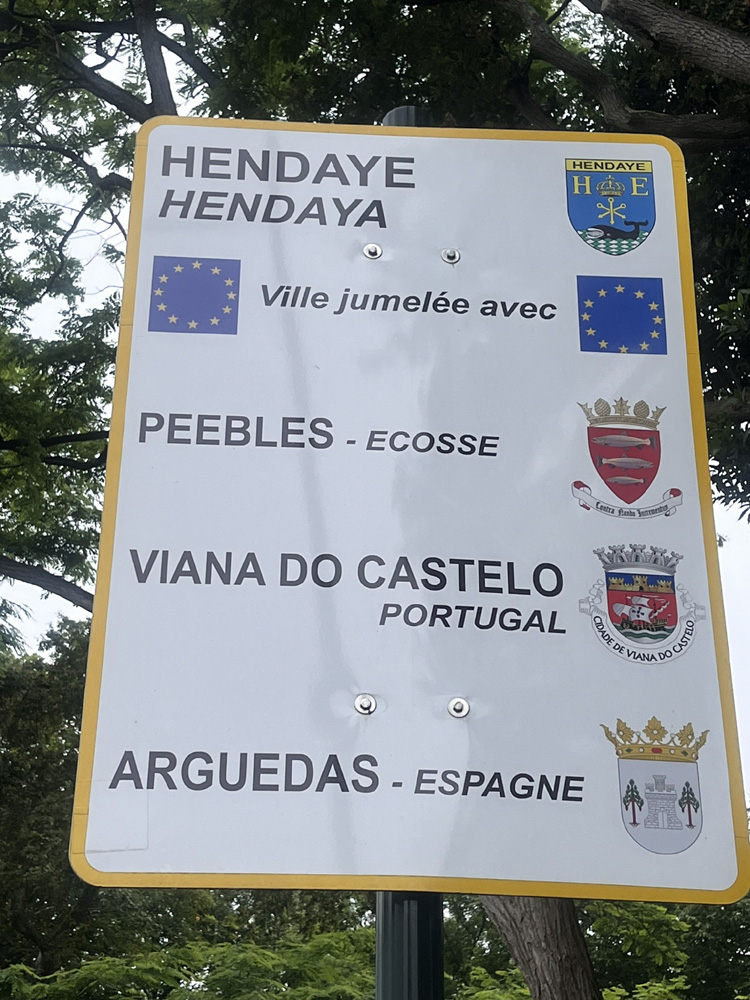 HENDAYE
HENDAYA
HENDAYE
H E
Ville jumelée avec
PEEBLES - ECOSSE
Contra Nando Incrementum
VIANA DO CASTELO
PORTUGAL
CIDADE DE VIANA DO CASTELO
ARGUEDAS - ESPAGNE